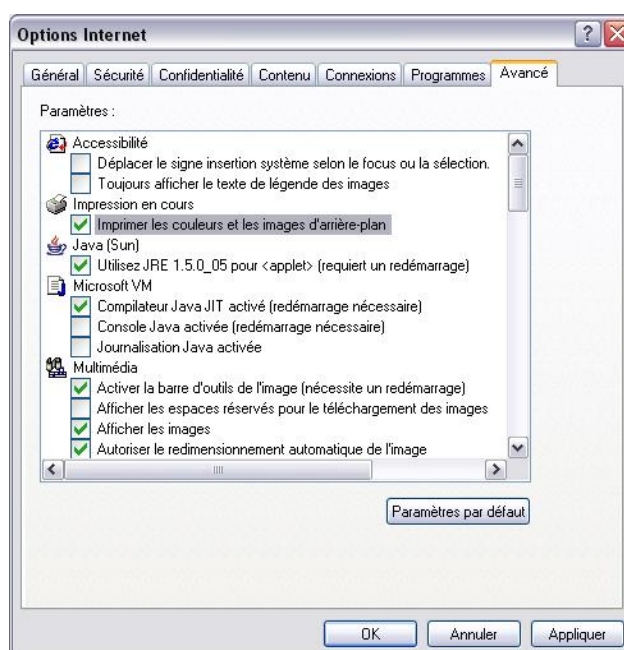 Options Internet
Général Sécurité Confidentialité Contenu Connexions Programmes Avancé
Paramètres :
Accessibilité
Déplacer le signe insertion système selon le focus ou la sélection.
Toujours afficher le texte de légende des images
Impression en cours
Imprimer les couleurs et les images d'arrière-plan
Java (Sun)
Utilisez JRE 1.5.0_05 pour <applet> (requiert un redémarrage)
Microsoft VM
Compilateur Java JIT activé (redémarrage nécessaire)
Console Java activée (redémarrage nécessaire)
Journalisation Java activée
Multimédia
Activer la barre d'outils de l'image (nécessite un redémarrage)
Afficher les espaces réservés pour le téléchargement des images
Afficher les images
Autoriser le redimensionnement automatique de l'image
Paramètres par défaut
OK Annuler Appliquer